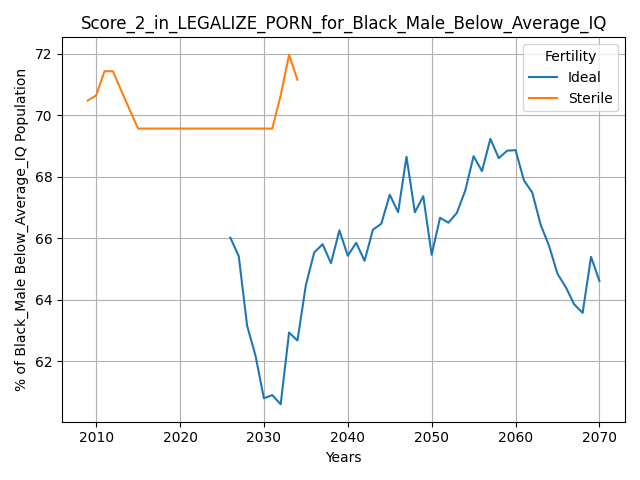 Score_2_in_LEGALIZE_PORN_for_Black_Male_Below_Average_IQ
% of Black_Male Below_Average_IQ Population
72
70
68
66
64
62
Fertility
Ideal
Sterile
2010 2020 2030 2040 2050 2060 2070
Years